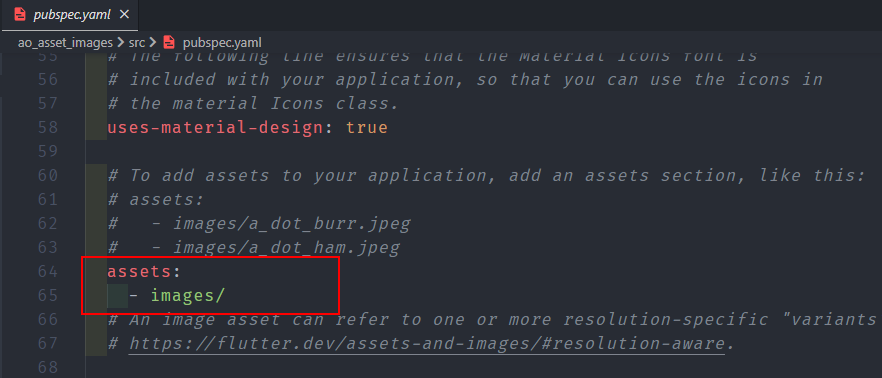 pubspec.yaml ×
ao_asset_images > src > pubspec.yaml
55 # The following line ensures that the Material Icons font is
56 # included with your application, so that you can use the icons in
57 # the material Icons class.
58 uses-material-design: true
59
60 # To add assets to your application, add an assets section, like this:
61 # assets:
62 #   - images/a_dot_burr.jpeg
63 #   - images/a_dot_ham.jpeg
64 assets:
65   - images/
66 # An image asset can refer to one or more resolution-specific "variants
67 # https://flutter.dev/assets-and-images/#resolution-aware.
68